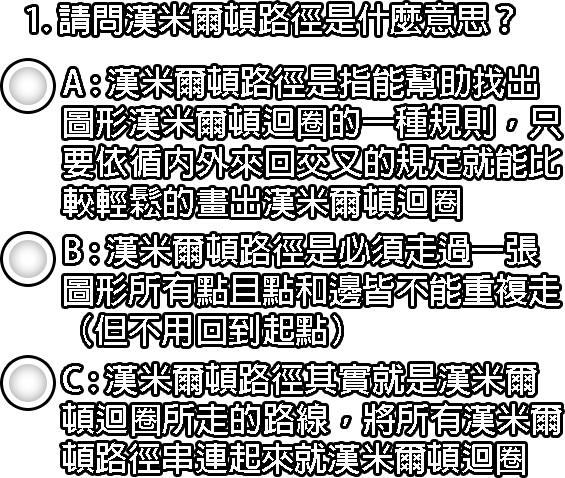 1.請問漢米爾頓路徑是什麼意思？
A:漢米爾頓路徑是指能幫助找出
圖形漢米爾頓迴圈的一種規則，只
要依循內外來回交叉的規定就能比
較輕鬆的畫出漢米爾頓迴圈
B:漢米爾頓路徑是必須走過一張
圖形所有點且點和邊皆不能重複走
（但不用回到起點）
C:漢米爾頓路徑其實就是漢米爾
頓迴圈所走的路線，將所有漢米爾
頓路徑串連起來就漢米爾頓迴圈